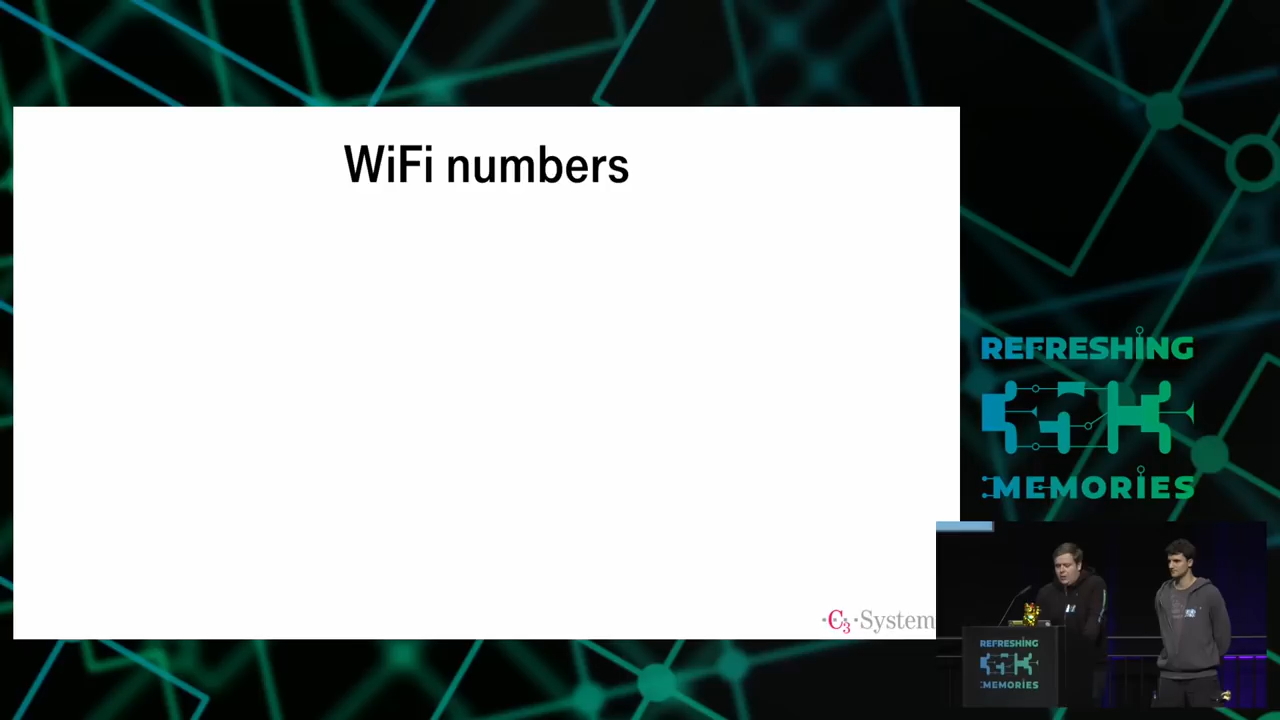 WiFi numbers
REFRESHING
MEMORIES
·C3·System
REFRESHING
MEMORIES